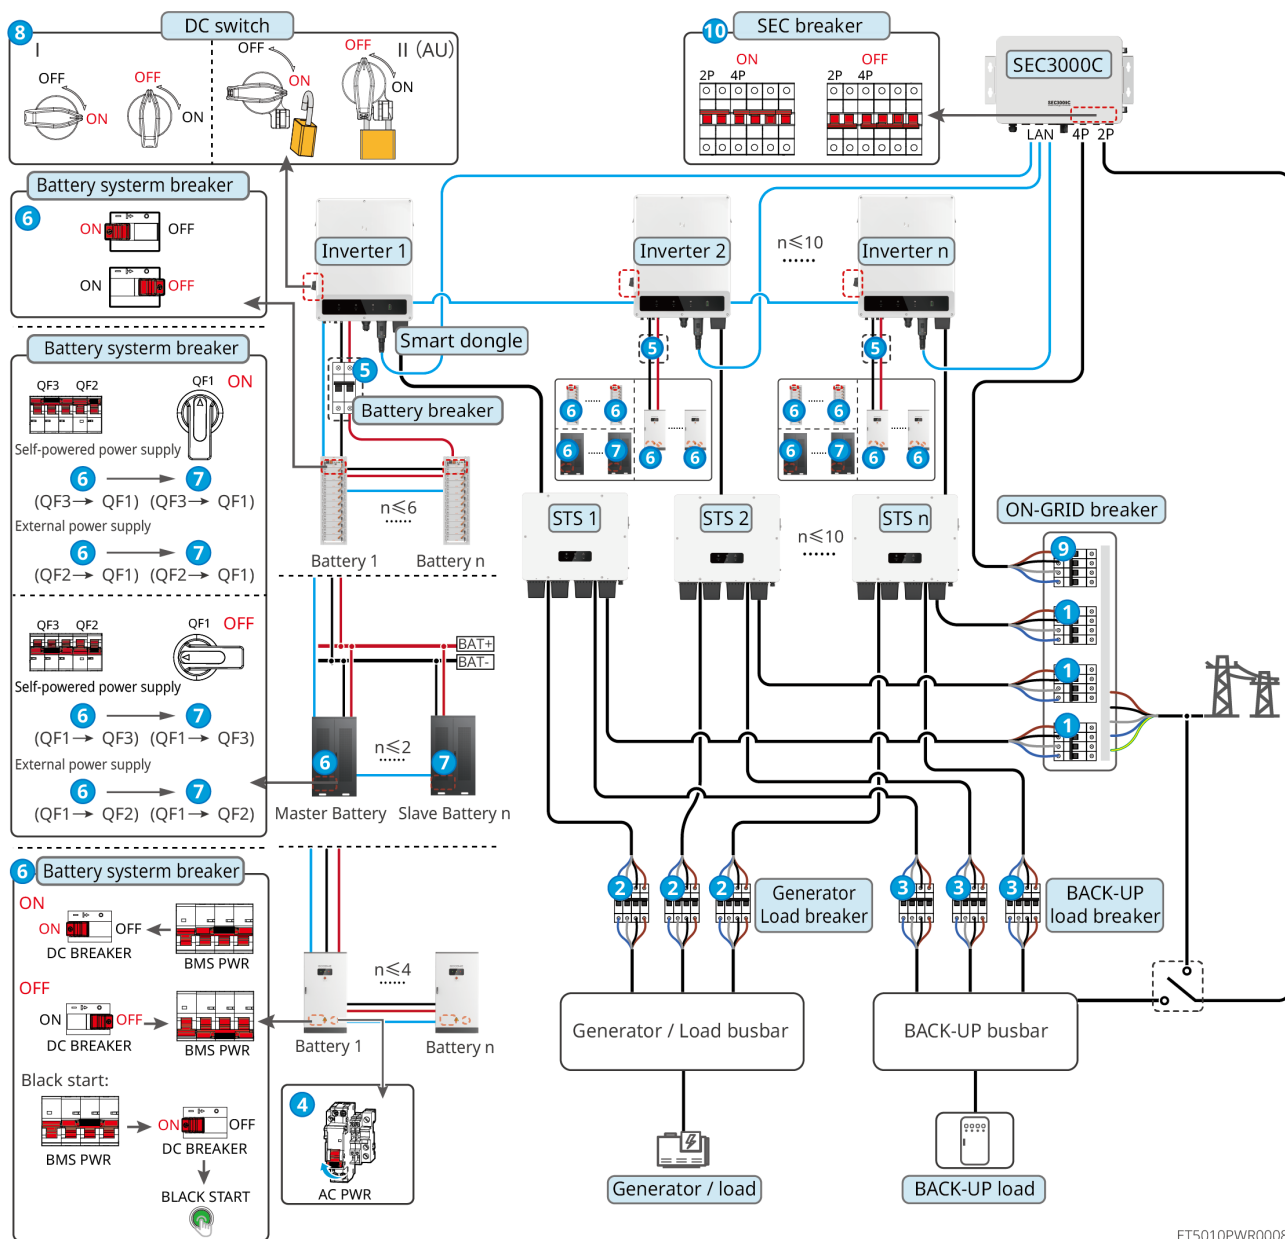 8
DC switch
I
OFF
ON
OFF
ON
II (AU)
OFF
ON
OFF
ON
10
SEC breaker
ON
2P 4P
OFF
2P 4P
SEC3000C
SEC3000C
LAN 4P 2P
Battery systerm breaker
6
ON OFF
ON OFF
Inverter 1
Inverter 2
n≤10
......
Inverter n
Smart dongle
5
Battery breaker
5
5
6 ...... 6
6 ...... 7
6 ...... 6
6 ...... 6
6 ...... 7
6 ...... 6
Battery systerm breaker
QF3 QF2
QF1 ON
Self-powered power supply
6 7
(QF3→ QF1) (QF3→ QF1)
External power supply
6 7
(QF2→ QF1) (QF2→ QF1)
QF3 QF2
QF1 OFF
Self-powered power supply
6 7
(QF1→ QF3) (QF1→ QF3)
External power supply
6 7
(QF1→ QF2) (QF1→ QF2)
n≤6
......
Battery 1
Battery n
STS 1
STS 2
n≤10
......
STS n
ON-GRID breaker
9
1
1
1
BAT+
BAT-
6
n≤2
......
7
Master Battery
Slave Battery n
6
Battery systerm breaker
ON
ON OFF
DC BREAKER
BMS PWR
OFF
ON OFF
DC BREAKER
BMS PWR
Black start:
BMS PWR
ON OFF
DC BREAKER
BLACK START
n≤4
......
Battery 1
Battery n
4
AC PWR
2
2
2
Generator
Load breaker
3
3
3
BACK-UP
load breaker
Generator / Load busbar
BACK-UP busbar
Generator / load
BACK-UP load
ET5010PWR0008